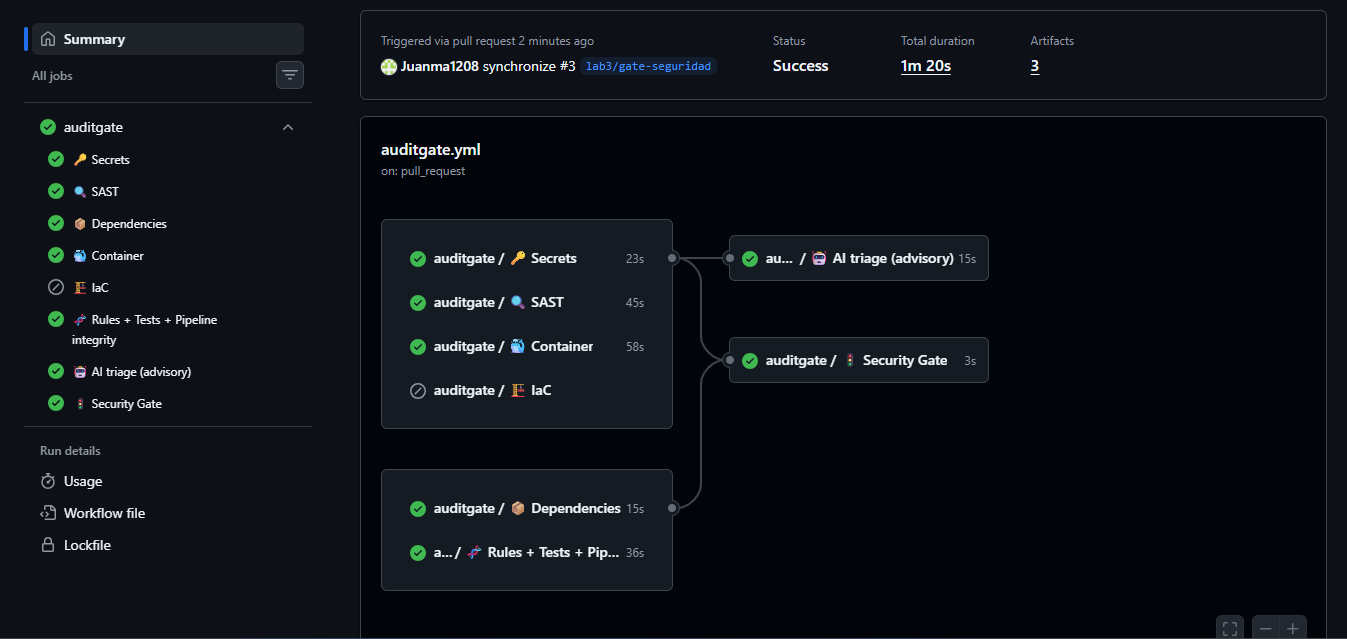 Summary
All jobs
auditgate
Secrets
SAST
Dependencies
Container
IaC
Rules + Tests + Pipeline
integrity
AI triage (advisory)
Security Gate
Run details
Usage
Workflow file
Lockfile
Triggered via pull request 2 minutes ago
Juanma1208 synchronize #3 lab3/gate-seguridad
Status
Success
Total duration
1m 20s
Artifacts
3
auditgate.yml
on: pull_request
auditgate / Secrets 23s
auditgate / SAST 45s
auditgate / Container 58s
auditgate / IaC
auditgate / Dependencies 15s
a... / Rules + Tests + Pip... 36s
au... / AI triage (advisory) 15s
auditgate / Security Gate 3s